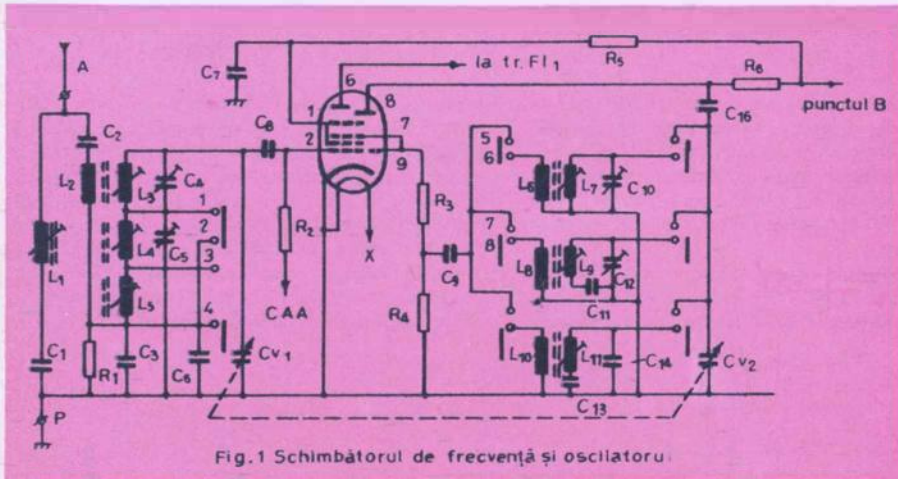 A
C₂
L₂
L₃
C₄
L₁
L₄
C₅
L₅
C₁
R₁
C₃
C₆
Cv₁
P
1
2
3
4
C₇
C₈
R₂
CAA
6
la tr. FI₁
8
1
2
7
9
X
R₃
R₄
C₉
R₅
R₆
punctul B
C₁₆
5
6
L₆
L₇
C₁₀
7
8
L₈
L₉
C₁₂
C₁₁
L₁₀
L₁₁
C₁₄
C₁₃
Cv₂
Fig.1 Schimbătorul de frecvență și oscilatoru